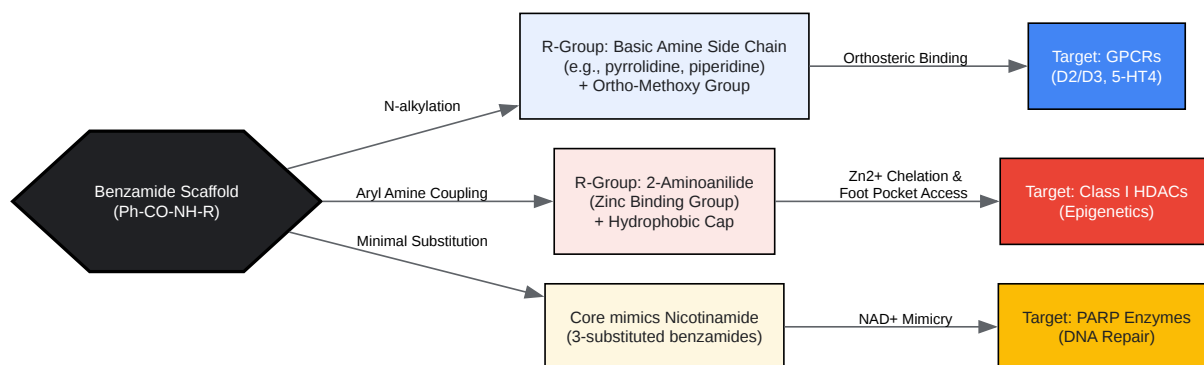 Benzamide Scaffold
(Ph-CO-NH-R)
N-alkylation
R-Group: Basic Amine Side Chain
(e.g., pyrrolidine, piperidine)
+ Ortho-Methoxy Group
Orthosteric Binding
Target: GPCRs
(D2/D3, 5-HT4)
Aryl Amine Coupling
R-Group: 2-Aminoanilide
(Zinc Binding Group)
+ Hydrophobic Cap
Zn2+ Chelation &
Foot Pocket Access
Target: Class I HDACs
(Epigenetics)
Minimal Substitution
Core mimics Nicotinamide
(3-substituted benzamides)
NAD+ Mimicry
Target: PARP Enzymes
(DNA Repair)